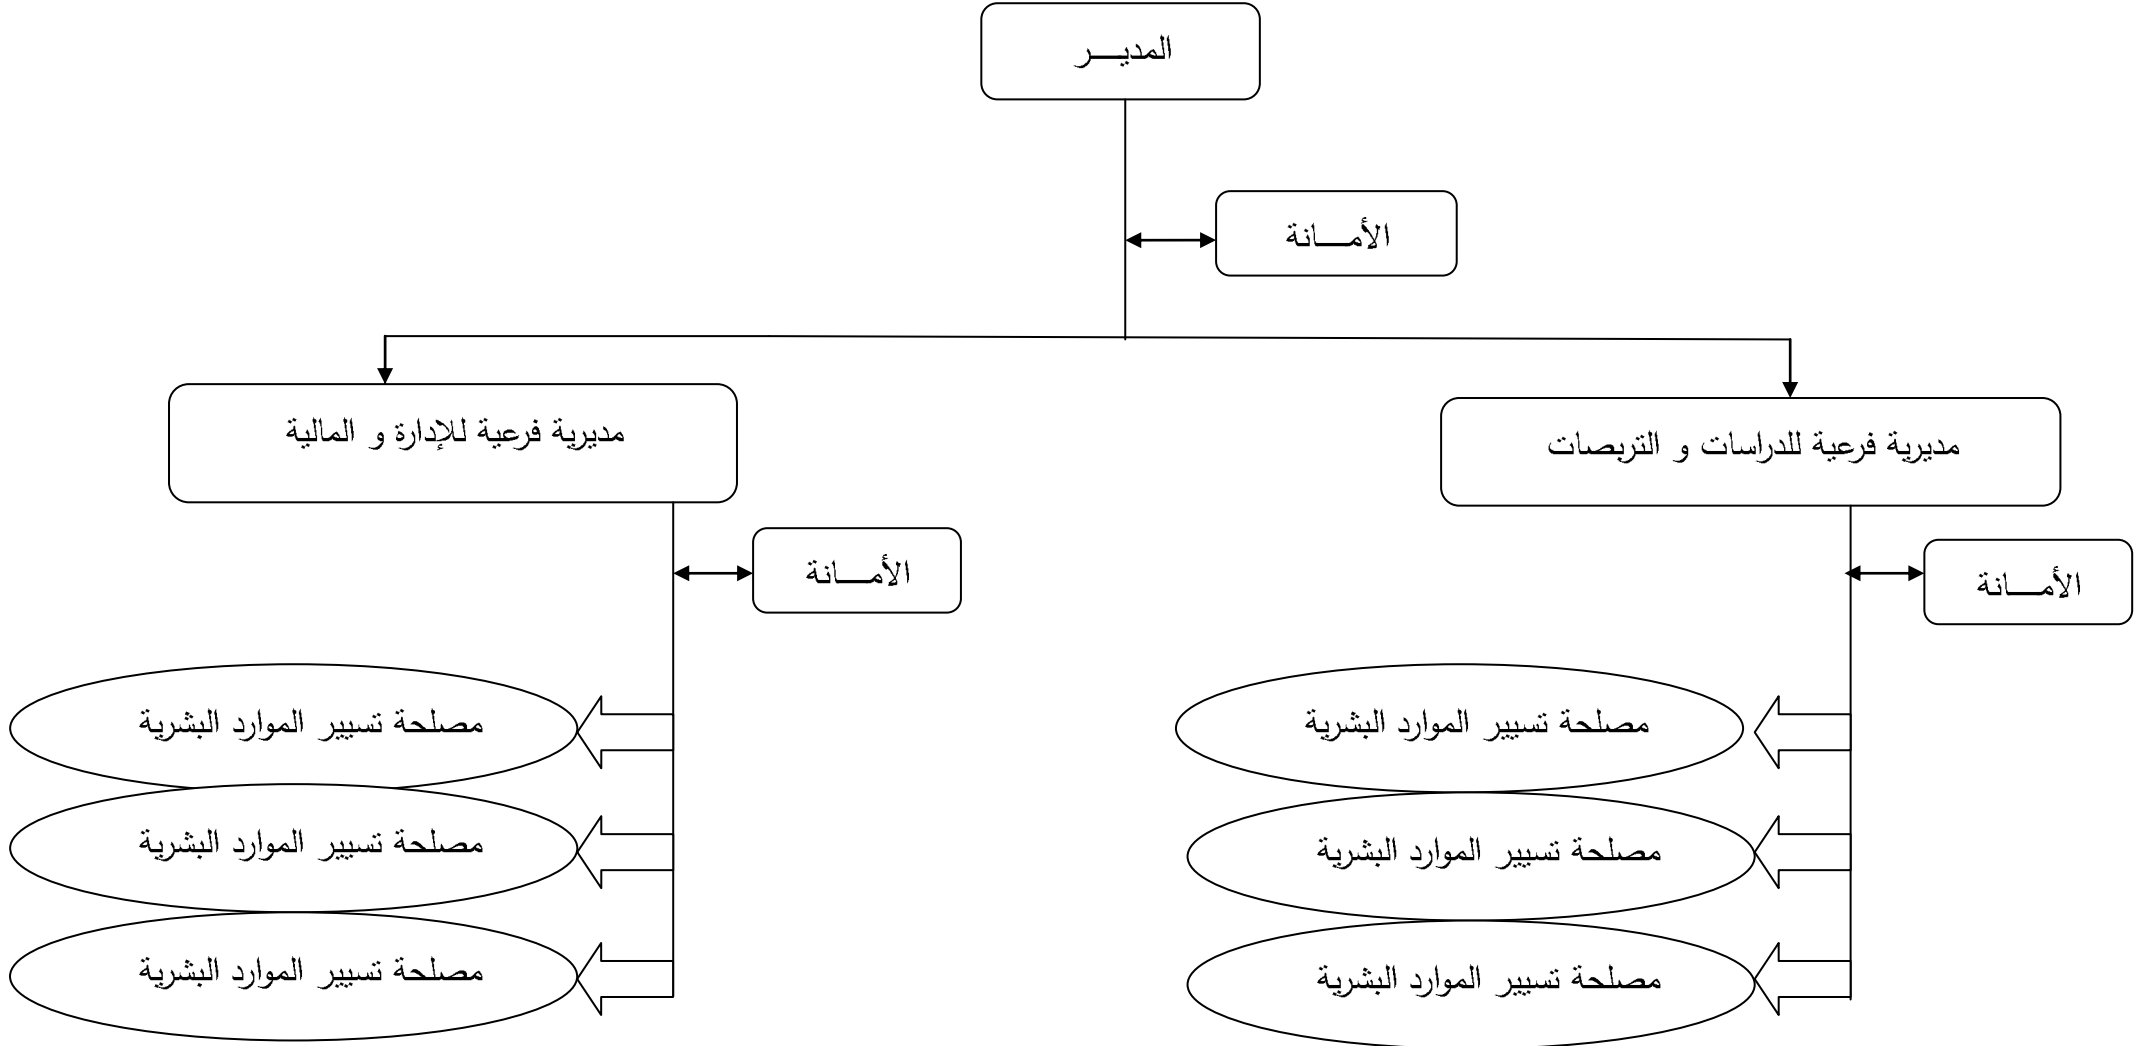 المديـــر
الأمـــانة
مديرية فرعية للدراسات و التربصات
مديرية فرعية للإدارة و المالية
الأمـــانة
الأمـــانة
مصلحة تسيير الموارد البشرية
مصلحة تسيير الموارد البشرية
مصلحة تسيير الموارد البشرية
مصلحة تسيير الموارد البشرية
مصلحة تسيير الموارد البشرية
مصلحة تسيير الموارد البشرية